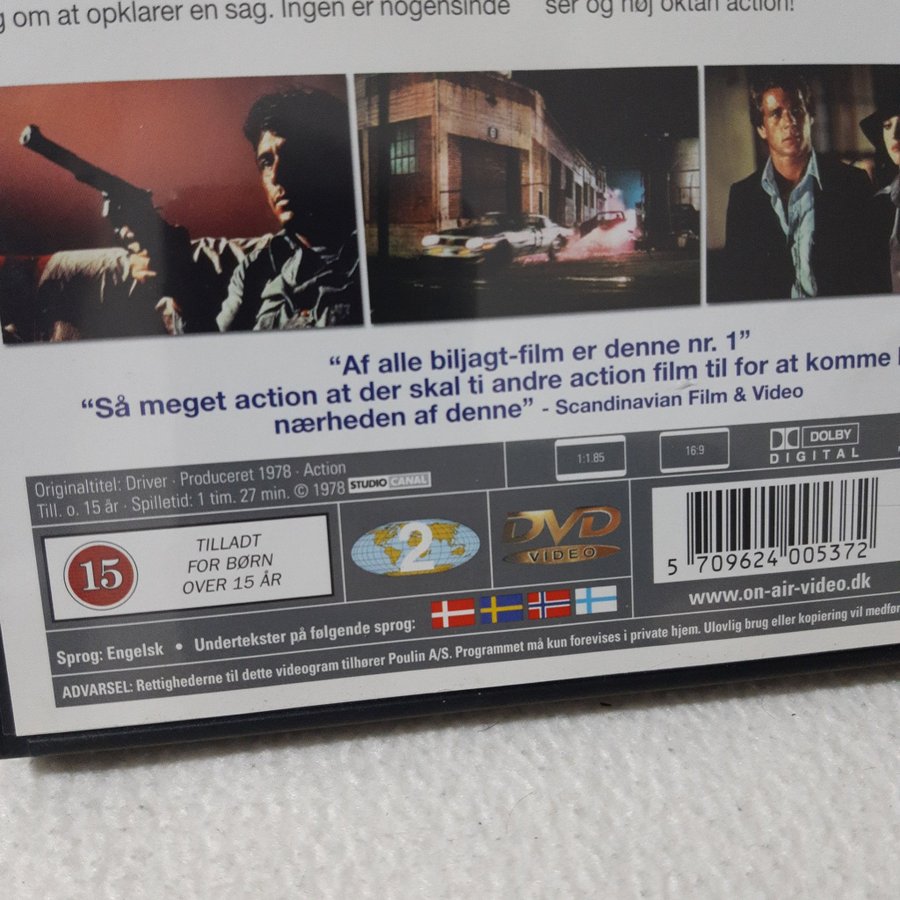 om at opklarer en sag. Ingen er nogensinde
ser og høj oktan action!
“Af alle biljagt-film er denne nr. 1”
“Så meget action at der skal ti andre action film til for at komme
nærheden af denne” - Scandinavian Film & Video
Originaltitel: Driver · Produceret 1978 · Action
Till. o. 15 år · Spilletid: 1 tim. 27 min. © 1978 STUDIO CANAL
1:1.85
16:9
DOLBY
DIGITAL
15
TILLADT
FOR BØRN
OVER 15 ÅR
2
DVD
VIDEO
5 709624 005372
www.on-air-video.dk
Sprog: Engelsk • Undertekster på følgende sprog:
ADVARSEL: Rettighederne til dette videogram tilhører Poulin A/S. Programmet må kun forevises i private hjem. Ulovlig brug eller kopiering vil